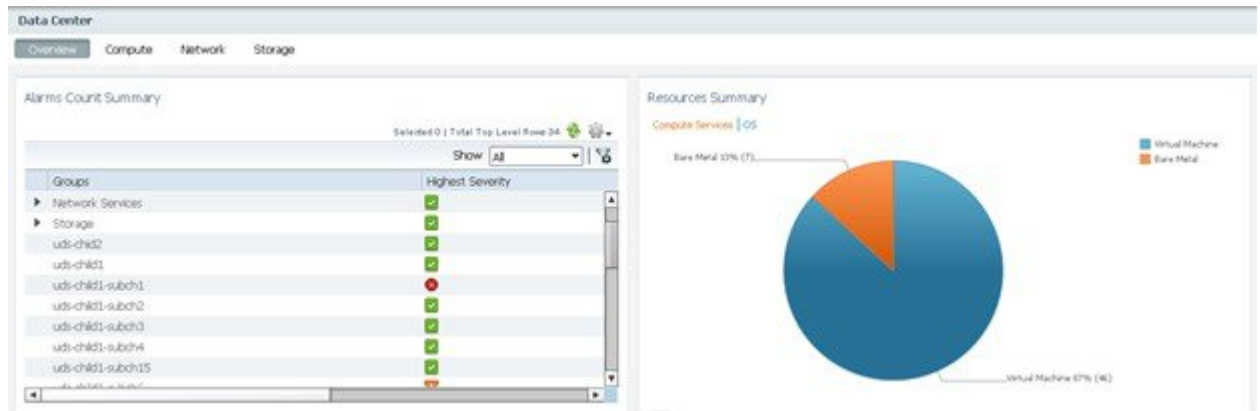 Data Center
Overview Compute Network Storage
Alarms Count Summary
Selected 0 | Total Top Level Rows 34
Show All
Groups Highest Severity
Network Services
Storage
uds-chid2
uds-child1
uds-child1-subch1
uds-child1-subch2
uds-child1-subch3
uds-child1-subch4
uds-child1-subch15
Resources Summary
Compute Services | OS
Virtual Machine
Bare Metal
Bare Metal 13% (7)
Virtual Machine 87% (46)